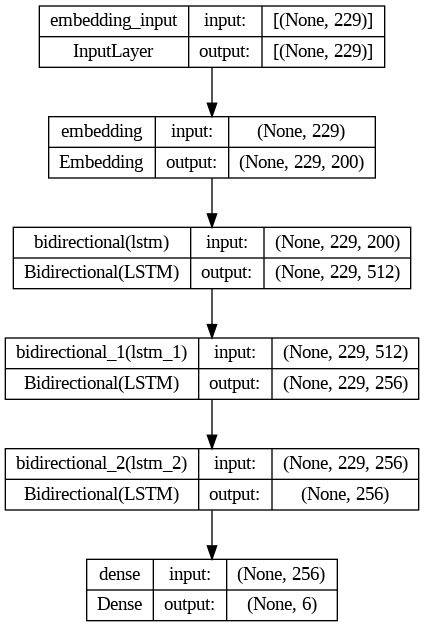 embedding_input input: [(None, 229)]
InputLayer output: [(None, 229)]
embedding input: (None, 229)
Embedding output: (None, 229, 200)
bidirectional(lstm) input: (None, 229, 200)
Bidirectional(LSTM) output: (None, 229, 512)
bidirectional_1(lstm_1) input: (None, 229, 512)
Bidirectional(LSTM) output: (None, 229, 256)
bidirectional_2(lstm_2) input: (None, 229, 256)
Bidirectional(LSTM) output: (None, 256)
dense input: (None, 256)
Dense output: (None, 6)